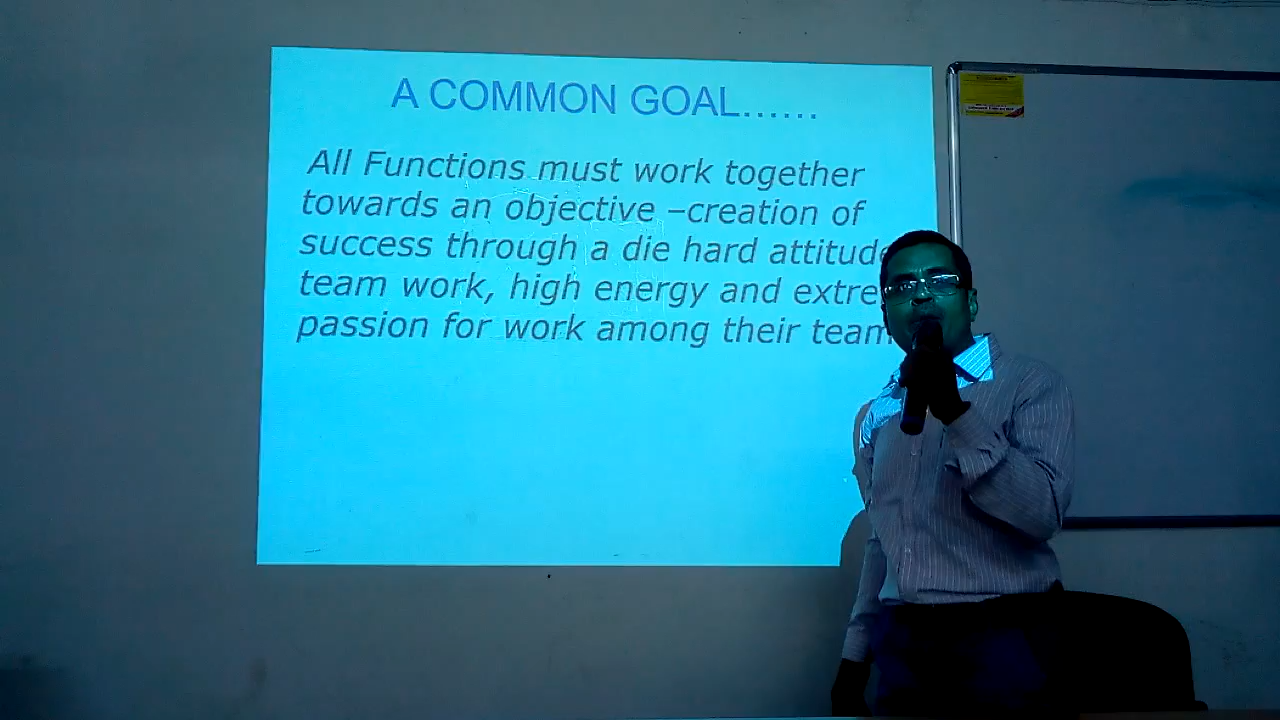 A COMMON GOAL......
All Functions must work together
towards an objective –creation of
success through a die hard attitude
team work, high energy and extre
passion for work among their team